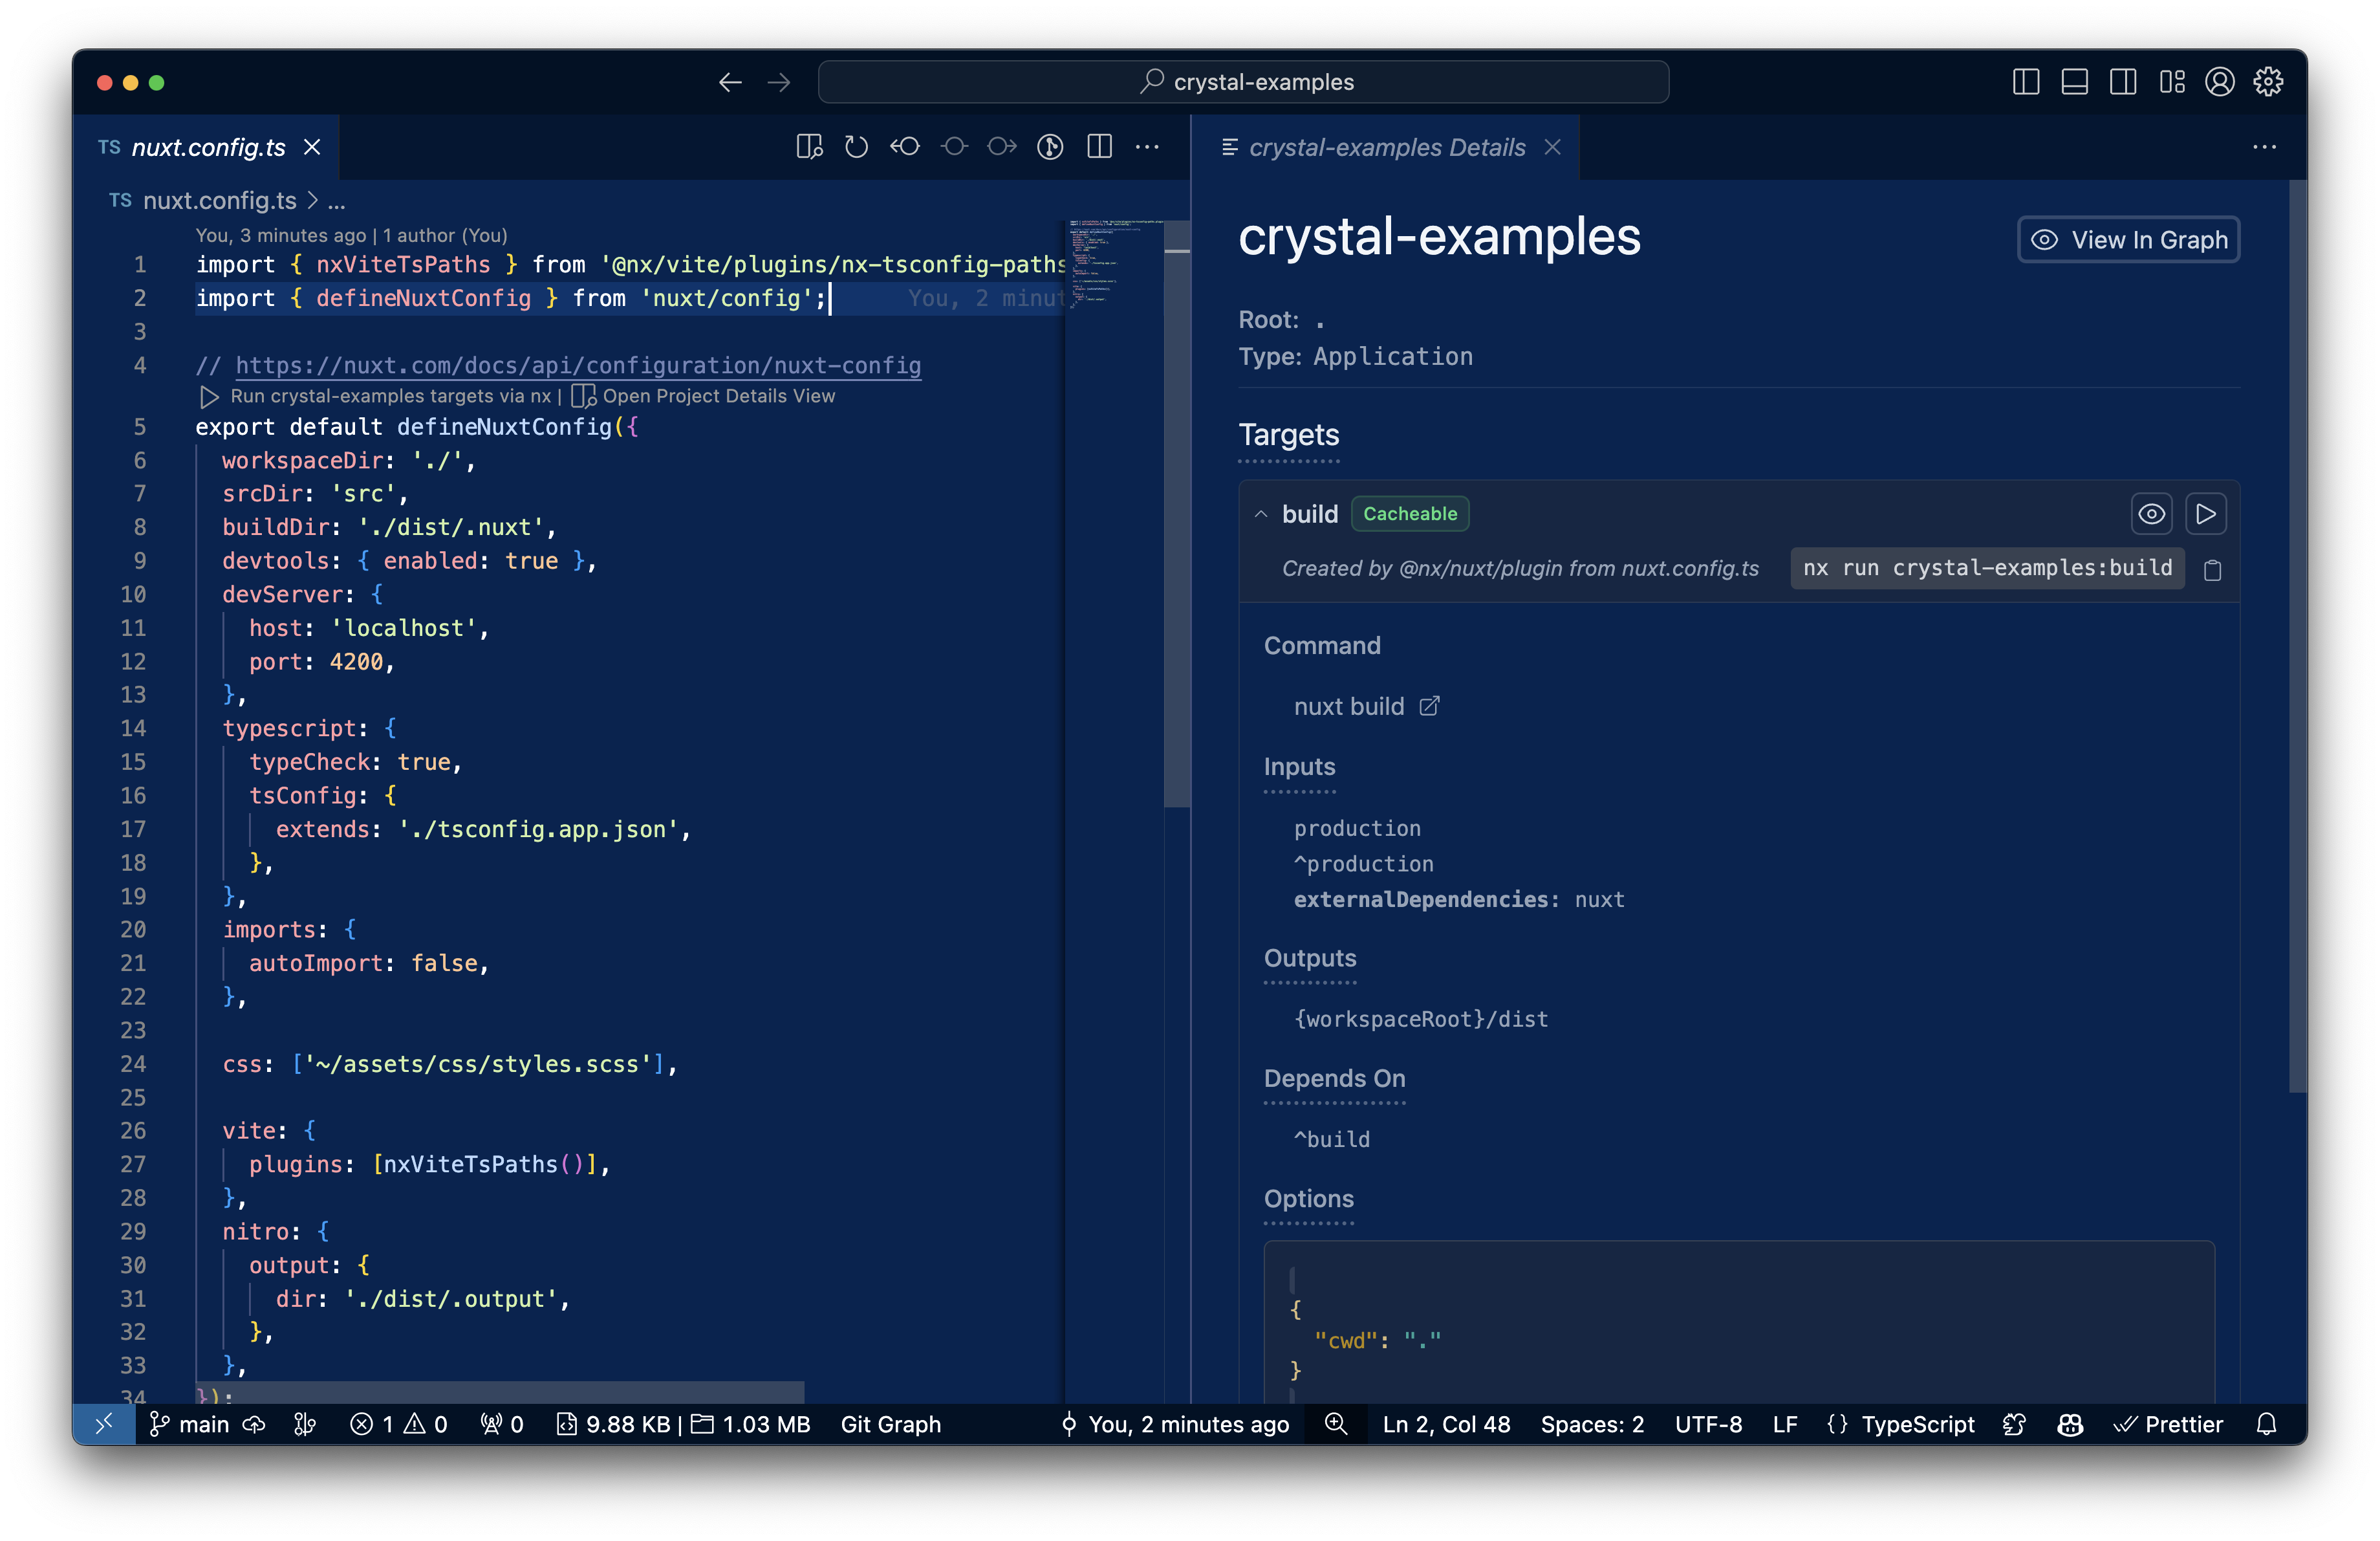 crystal-examples
TS nuxt.config.ts
TS nuxt.config.ts > ...
You, 3 minutes ago | 1 author (You)
1 import { nxViteTsPaths } from '@nx/vite/plugins/nx-tsconfig-paths
2 import { defineNuxtConfig } from 'nuxt/config'; You, 2 minut
3
4 // https://nuxt.com/docs/api/configuration/nuxt-config
Run crystal-examples targets via nx | Open Project Details View
5 export default defineNuxtConfig({
6 workspaceDir: './',
7 srcDir: 'src',
8 buildDir: './dist/.nuxt',
9 devtools: { enabled: true },
10 devServer: {
11 host: 'localhost',
12 port: 4200,
13 },
14 typescript: {
15 typeCheck: true,
16 tsConfig: {
17 extends: './tsconfig.app.json',
18 },
19 },
20 imports: {
21 autoImport: false,
22 },
23
24 css: ['~/assets/css/styles.scss'],
25
26 vite: {
27 plugins: [nxViteTsPaths()],
28 },
29 nitro: {
30 output: {
31 dir: './dist/.output',
32 },
33 },
34 });
crystal-examples Details
crystal-examples
View In Graph
Root: .
Type: Application
Targets
build Cacheable
Created by @nx/nuxt/plugin from nuxt.config.ts nx run crystal-examples:build
Command
nuxt build
Inputs
production
^production
externalDependencies: nuxt
Outputs
{workspaceRoot}/dist
Depends On
^build
Options
{
"cwd": "."
}
main 1 0 0 9.88 KB | 1.03 MB Git Graph You, 2 minutes ago Ln 2, Col 48 Spaces: 2 UTF-8 LF {} TypeScript Prettier